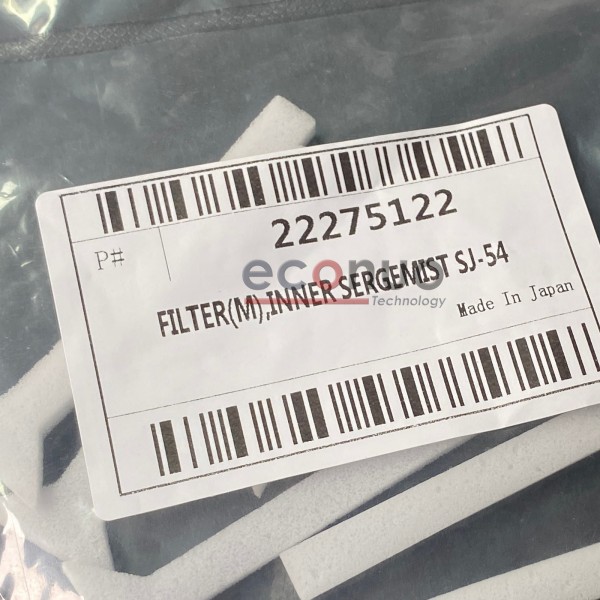 22275122
P#
econuo
Technology
FILTER(M),INNER SERGEMIST SJ-54
Made In Japan